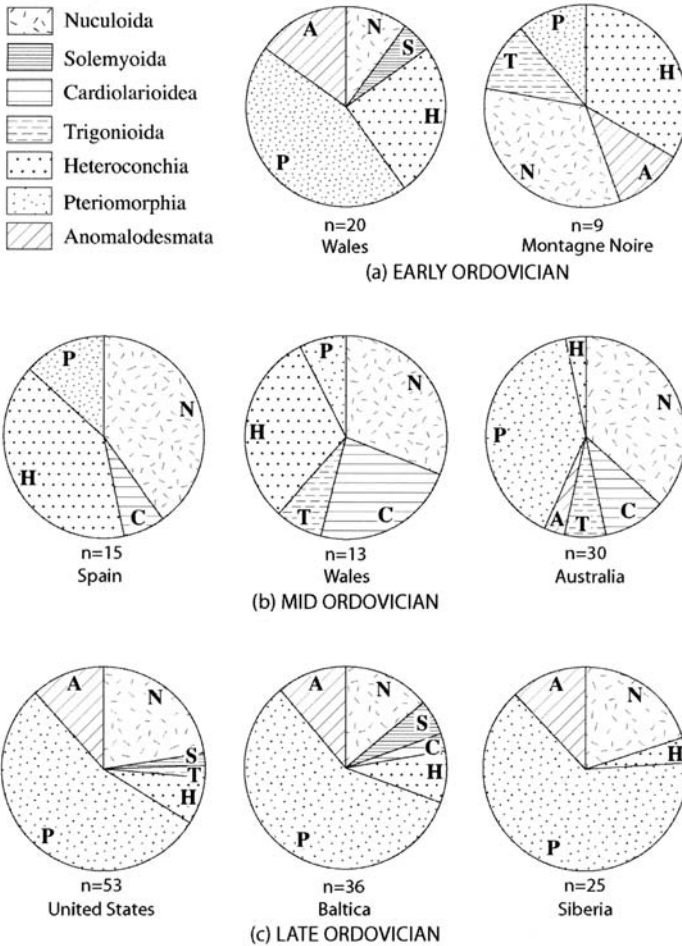 Nuculoida
Solemyoida
Cardiolarioidea
Trigonioida
Heteroconchia
Pteriomorphia
Anomalodesmata
A N S H P
n=20
Wales
P H T A N
n=9
Montagne Noire
(a) EARLY ORDOVICIAN
P N H C
n=15
Spain
P N H T C
n=13
Wales
H N P A T C
n=30
Australia
(b) MID ORDOVICIAN
A N S T H P
n=53
United States
A N S C H P
n=36
Baltica
A N H P
n=25
Siberia
(c) LATE ORDOVICIAN